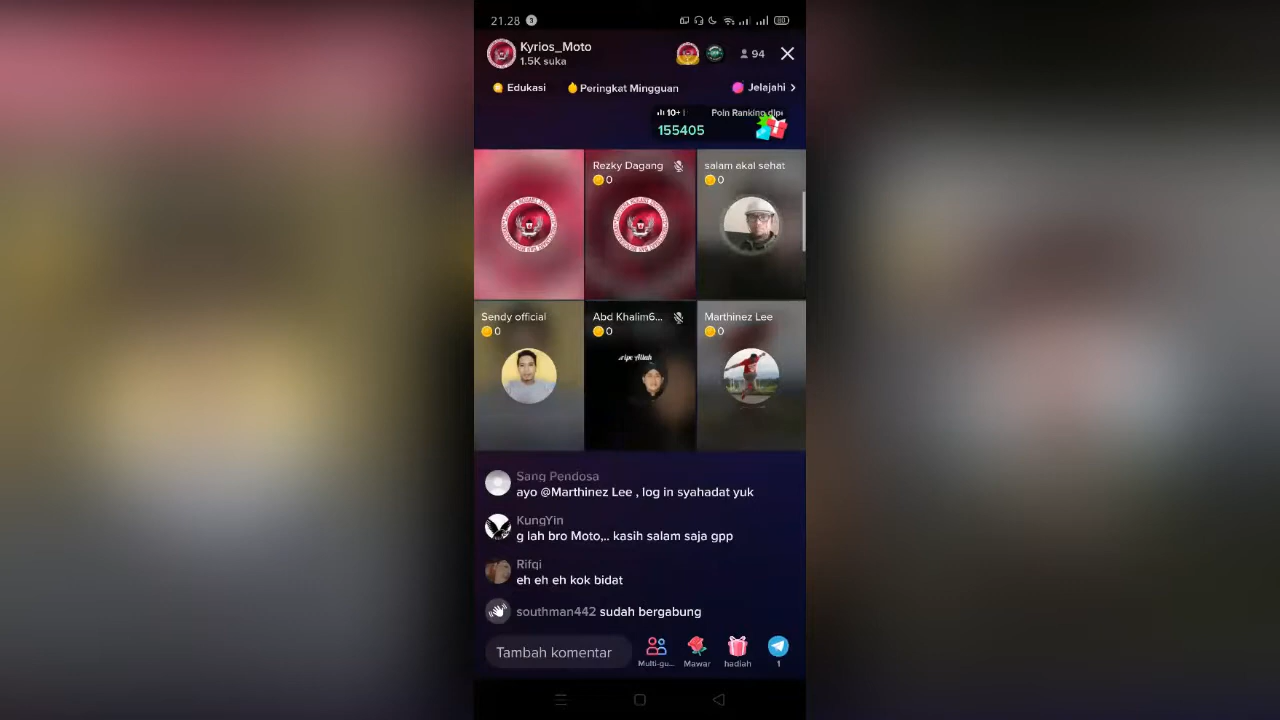 21.28 3
Kyrios_Moto
1.5K suka
94
Edukasi
Peringkat Mingguan
Jelajahi
10+
Poin Ranking dip
155405
Rezky Dagang
0
salam akal sehat
0
Sendy official
0
Abd Khalim6...
0
Marthinez Lee
0
Sang Pendosa
ayo @Marthinez Lee , log in syahadat yuk
KungYin
g lah bro Moto,.. kasih salam saja gpp
Rifqi
eh eh eh kok bidat
southman442 sudah bergabung
Tambah komentar
Multi-gu...
Mawar
hadiah
1